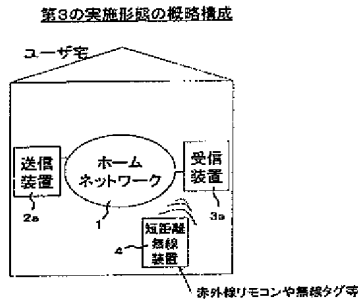 第3の実施形態の概略構成
ユーザ宅
送信
装置
2a
ホーム
ネットワーク
1
受信
装置
3a
短距離
無線
装置
4
赤外線リモコンや無線タグ等